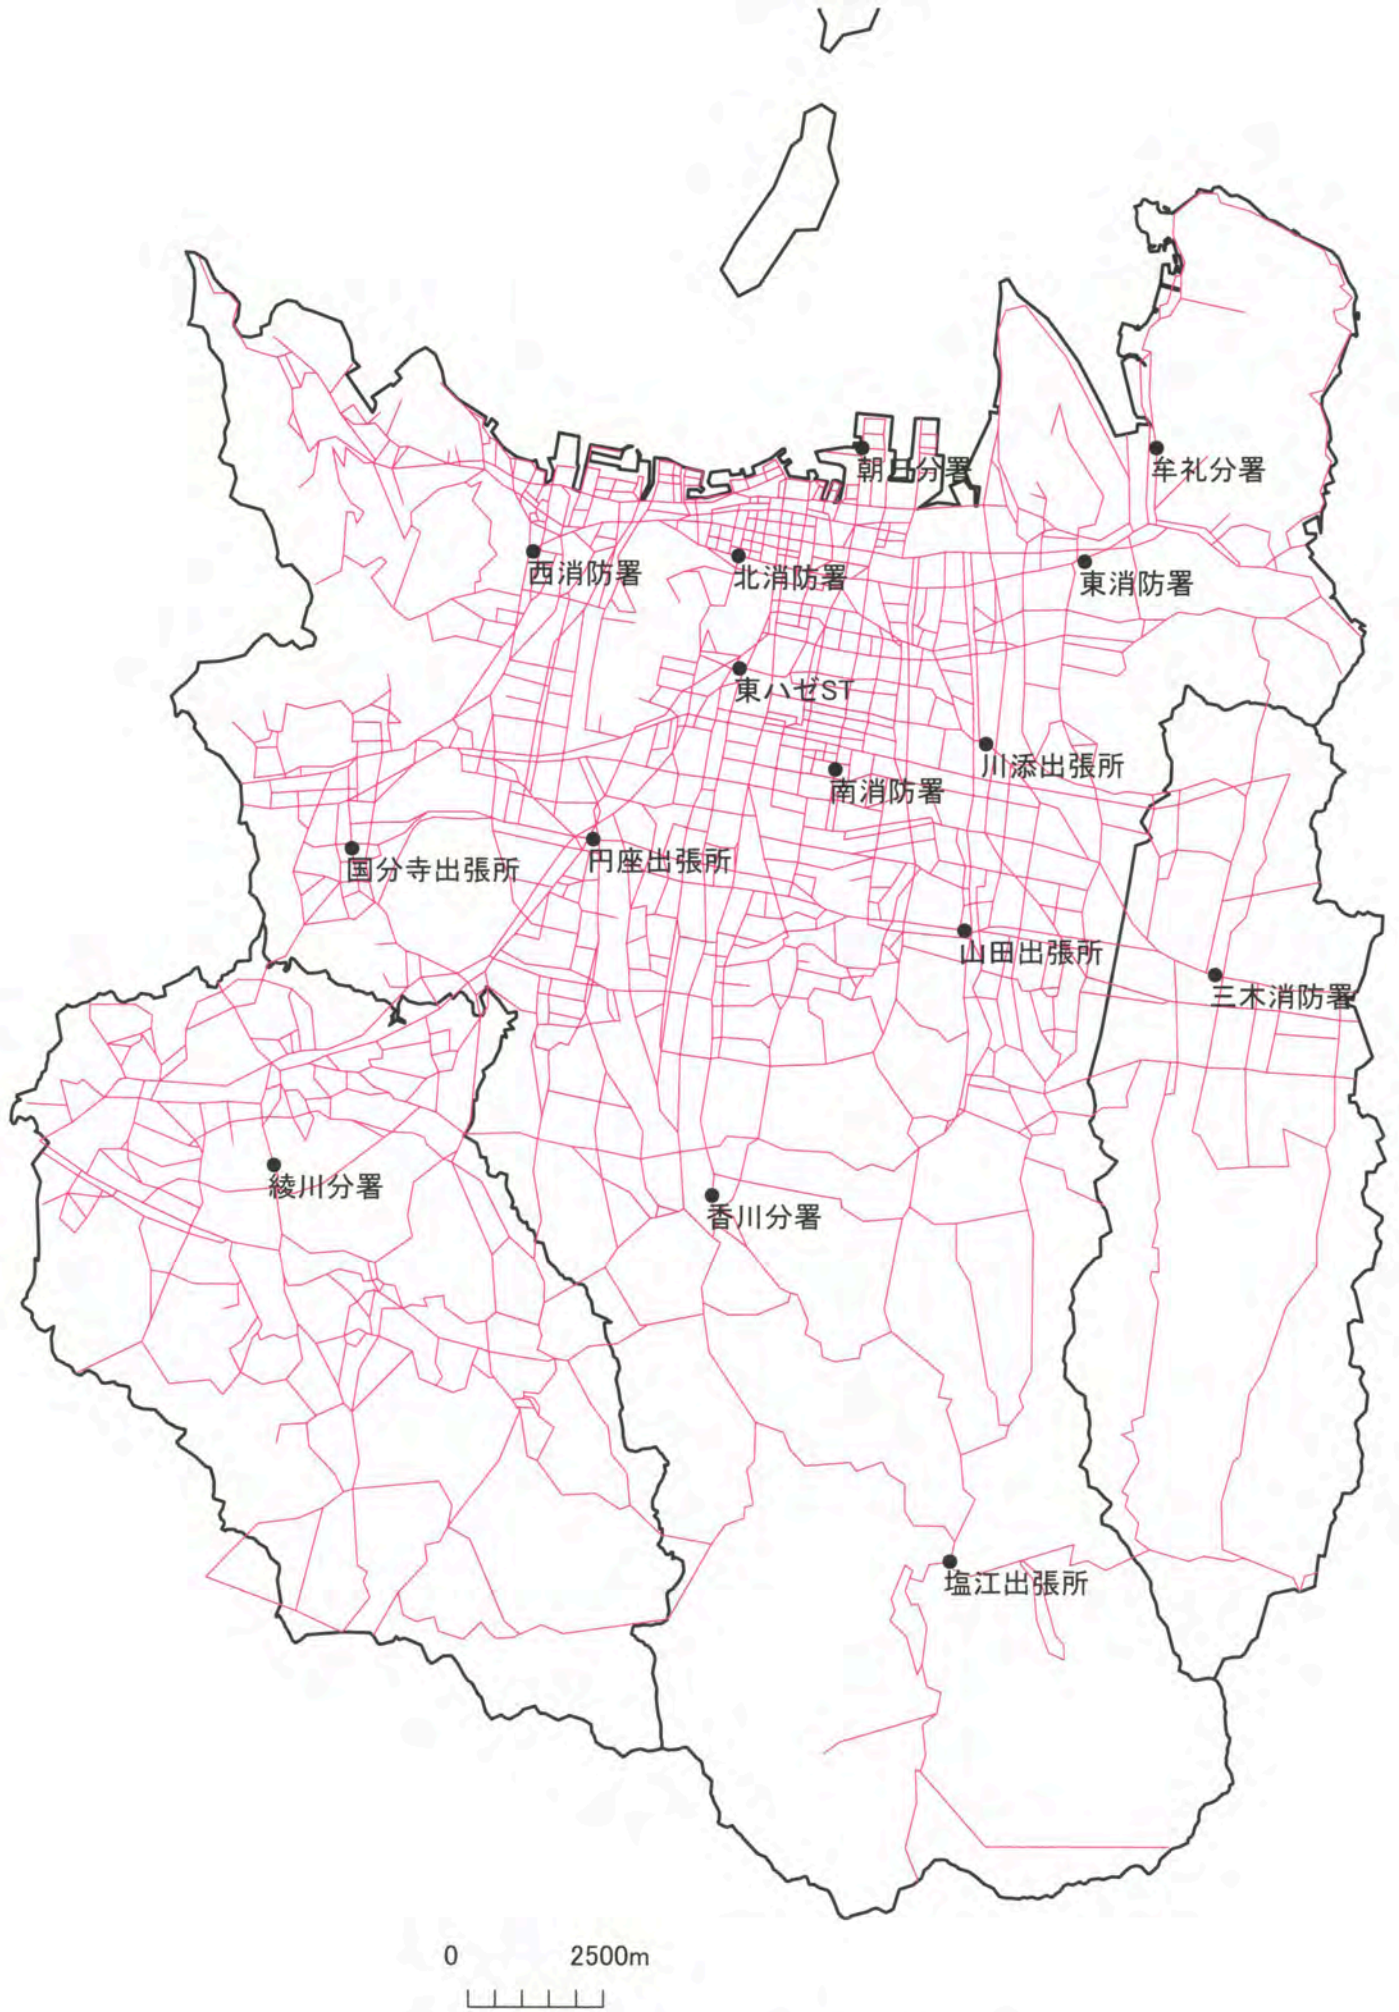 朝日分署
牟礼分署
西消防署
北消防署
東消防署
東ハゼST
川添出張所
南消防署
国分寺出張所
円座出張所
山田出張所
三木消防署
綾川分署
香川分署
塩江出張所
0 2500m